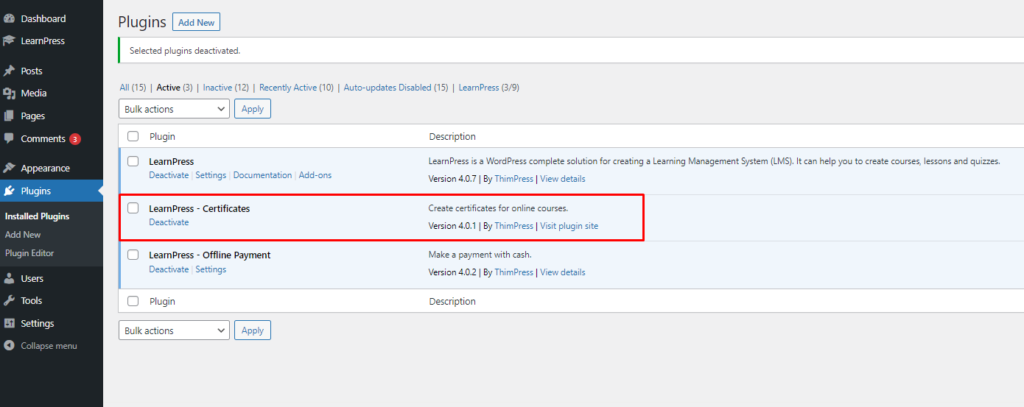 Dashboard
LearnPress
Posts
Media
Pages
Comments 3
Appearance
Plugins
Installed Plugins
Add New
Plugin Editor
Users
Tools
Settings
Collapse menu
Plugins Add New
Selected plugins deactivated.
All (15) | Active (3) | Inactive (12) | Recently Active (10) | Auto-updates Disabled (15) | LearnPress (3/9)
Bulk actions Apply
Plugin Description
LearnPress LearnPress is a WordPress complete solution for creating a Learning Management System (LMS). It can help you to create courses, lessons and quizzes.
Deactivate | Settings | Documentation | Add-ons Version 4.0.7 | By ThimPress | View details
LearnPress - Certificates Create certificates for online courses.
Deactivate Version 4.0.1 | By ThimPress | Visit plugin site
LearnPress - Offline Payment Make a payment with cash.
Deactivate | Settings Version 4.0.2 | By ThimPress | View details
Plugin Description
Bulk actions Apply